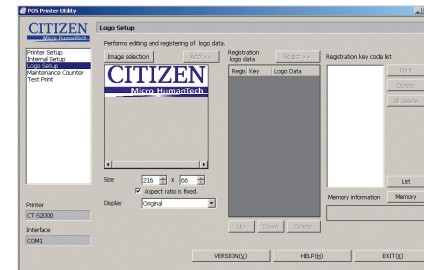 POS Printer Utility
CITIZEN
Micro HumanTech
Printer Setup
Internal Setup
Logo Setup
Maintenance Counter
Test Print
Printer
CT-S2000
Interface
COM1
Logo Setup
Performs editing and registering of logo data.
Image selection
Add >>
CITIZEN
Micro HumanTech
Size
216 X 66
Aspect ratio is fixed.
Display
Original
Registration
logo data
Regist >>
Regis Key Logo Data
Up Down Delete
Registration key code list
Print
Delete
All delete
List
Memory information
Memory
VERSION(V) HELP(H) EXIT(X)